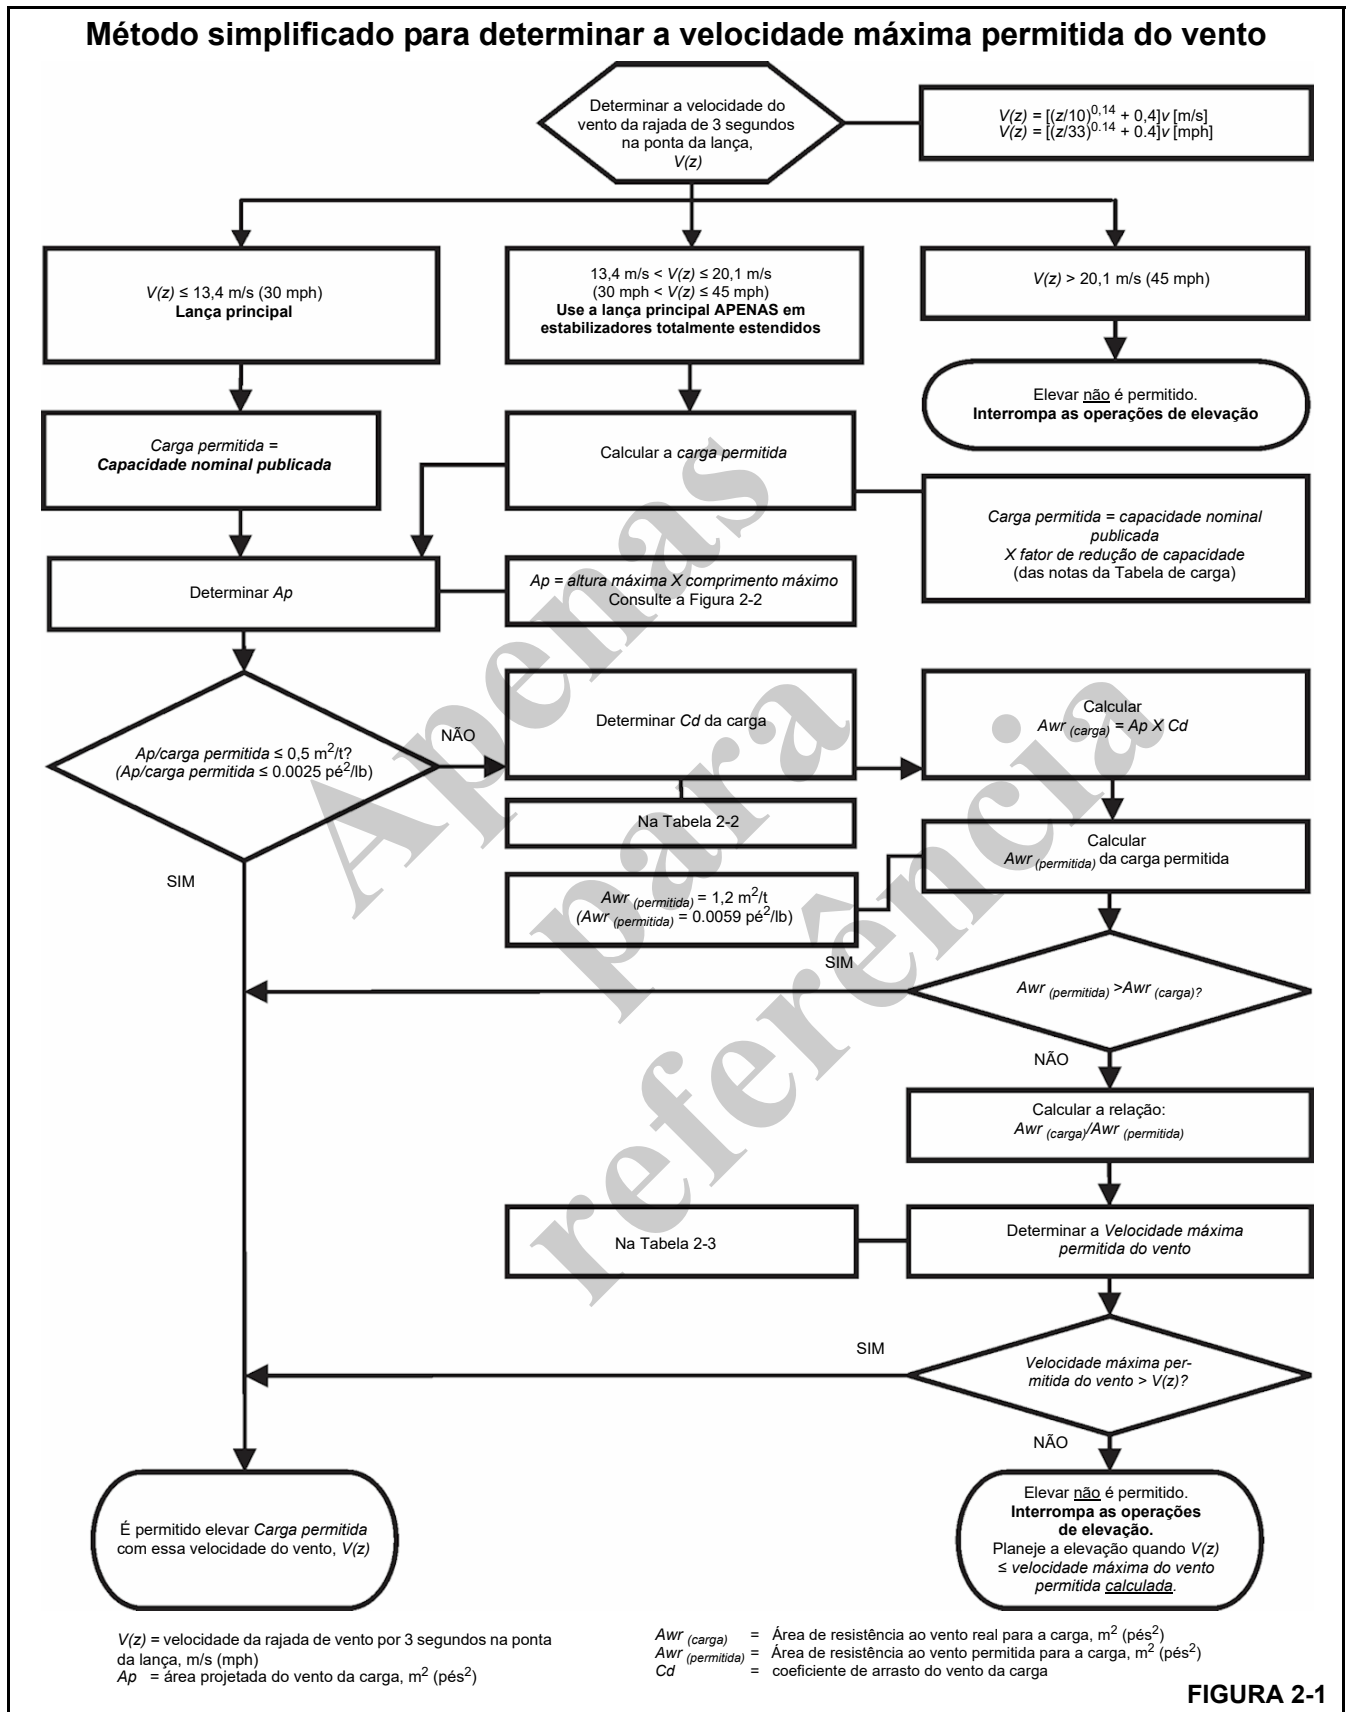 Método simplificado para determinar a velocidade máxima permitida do vento
Determinar a velocidade do
vento da rajada de 3 segundos
na ponta da lança,
V(z)
V(z) = [(z/10)^0,14 + 0,4]v [m/s]
V(z) = [(z/33)^0.14 + 0.4]v [mph]
V(z) ≤ 13,4 m/s (30 mph)
Lança principal
13,4 m/s < V(z) ≤ 20,1 m/s
(30 mph < V(z) ≤ 45 mph)
Use a lança principal APENAS em
estabilizadores totalmente estendidos
V(z) > 20,1 m/s (45 mph)
Elevar não é permitido.
Interrompa as operações de elevação
Carga permitida =
Capacidade nominal publicada
Calcular a carga permitida
Carga permitida = capacidade nominal
publicada
X fator de redução de capacidade
(das notas da Tabela de carga)
Determinar Ap
Ap = altura máxima X comprimento máximo
Consulte a Figura 2-2
Ap/carga permitida ≤ 0,5 m²/t?
(Ap/carga permitida ≤ 0.0025 pé²/lb)
NÃO
SIM
Determinar Cd da carga
Na Tabela 2-2
Calcular
Awr (carga) = Ap X Cd
Calcular
Awr (permitida) da carga permitida
Awr (permitida) = 1,2 m²/t
(Awr (permitida) = 0.0059 pé²/lb)
SIM
Awr (permitida) >Awr (carga)?
NÃO
Calcular a relação:
Awr (carga)/Awr (permitida)
Na Tabela 2-3
Determinar a Velocidade máxima
permitida do vento
SIM
Velocidade máxima per-
mitida do vento > V(z)?
NÃO
É permitido elevar Carga permitida
com essa velocidade do vento, V(z)
Elevar não é permitido.
Interrompa as operações
de elevação.
Planeje a elevação quando V(z)
≤ velocidade máxima do vento
permitida calculada.
V(z) = velocidade da rajada de vento por 3 segundos na ponta
da lança, m/s (mph)
Ap = área projetada do vento da carga, m² (pés²)
Awr (carga) = Área de resistência ao vento real para a carga, m² (pés²)
Awr (permitida) = Área de resistência ao vento permitida para a carga, m² (pés²)
Cd = coeficiente de arrasto do vento da carga
FIGURA 2-1
Apenas
para
referência